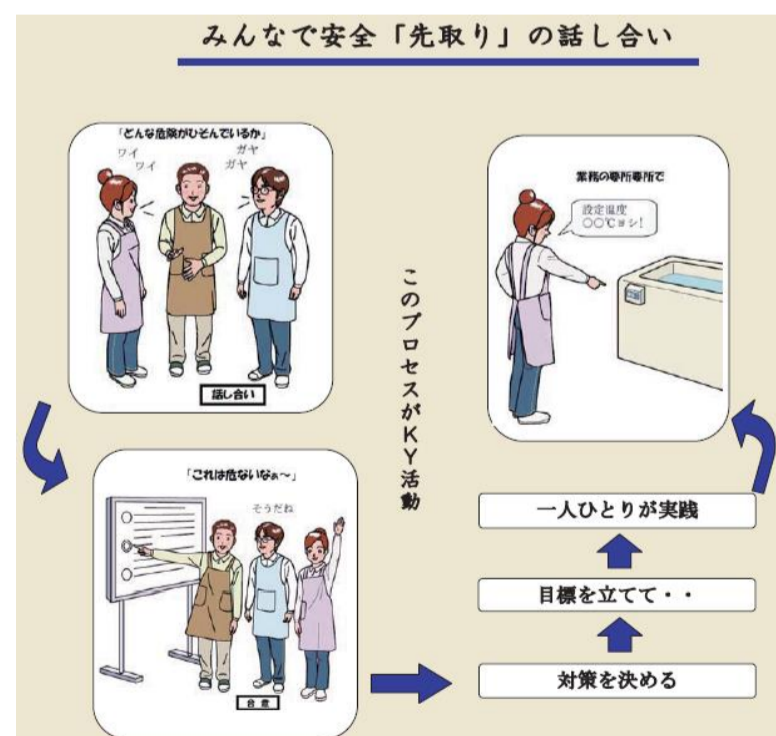 みんなで安全「先取り」の話し合い
「どんな危険がひそんでいるか」
ワイ
ワイ
ガヤ
ガヤ
話し合い
「これは危ないなぁ〜」
そうだね
合意
このプロセスがKY活動
対策を決める
目標を立てて・・
一人ひとりが実践
業務の要所要所で
設定温度
○○℃ヨシ!